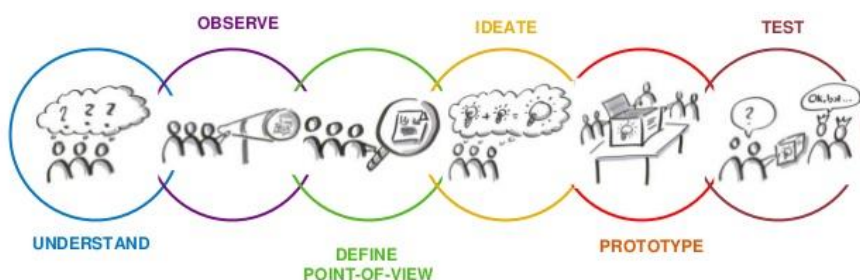 OBSERVE
IDEATE
TEST
? ? ?
+ =
?
Ok, but...
UNDERSTAND
DEFINE
POINT-OF-VIEW
PROTOTYPE